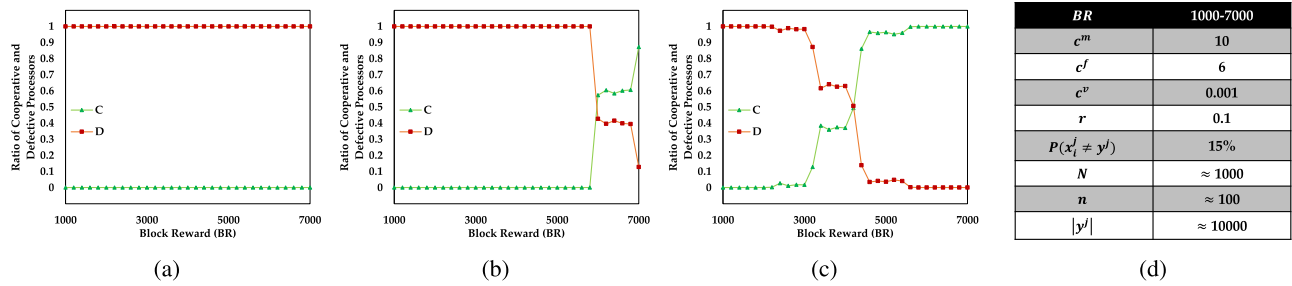 Ratio of Cooperative and
Defective Processors
1
0.9
0.8
0.7
0.6
0.5
0.4
0.3
0.2
0.1
0
C
D
1000 3000 5000 7000
Block Reward (BR)
(a)
Ratio of Cooperative and
Defective Processors
1
0.9
0.8
0.7
0.6
0.5
0.4
0.3
0.2
0.1
0
C
D
1000 3000 5000 7000
Block Reward (BR)
(b)
Ratio of Cooperative and
Defective Processors
1
0.9
0.8
0.7
0.6
0.5
0.4
0.3
0.2
0.1
0
C
D
1000 3000 5000 7000
Block Reward (BR)
(c)
BR 1000-7000
c^m 10
c^f 6
c^v 0.001
r 0.1
P(x_i^j ≠ y^j) 15%
N ≈ 1000
n ≈ 100
|y^j| ≈ 10000
(d)